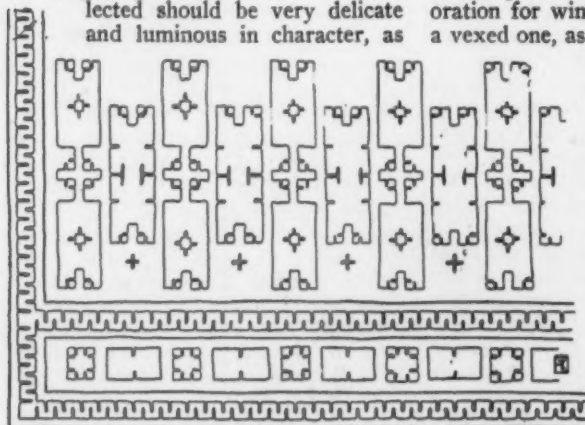 lected should be very delicate
and luminous in character, as
oration for win
a vexed one, as